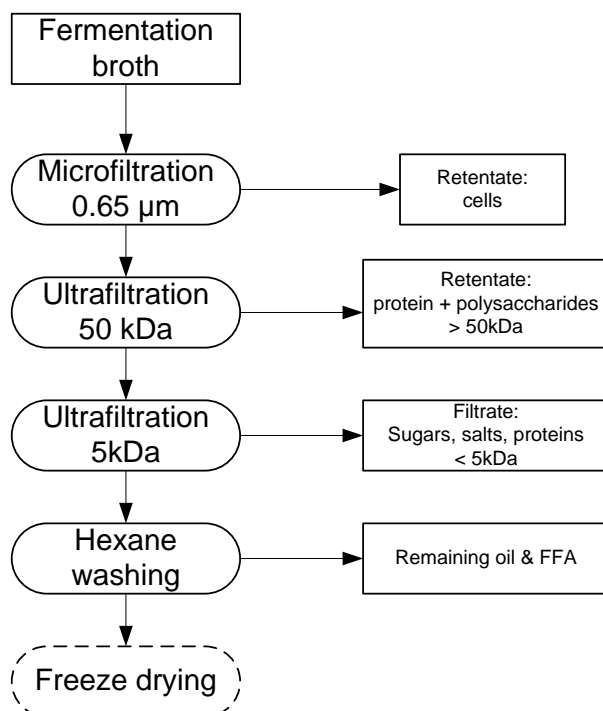 Fermentation
broth
Microfiltration
0.65 µm
Retentate:
cells
Ultrafiltration
50 kDa
Retentate:
protein + polysaccharides
> 50kDa
Ultrafiltration
5kDa
Filtrate:
Sugars, salts, proteins
< 5kDa
Hexane
washing
Remaining oil & FFA
Freeze drying